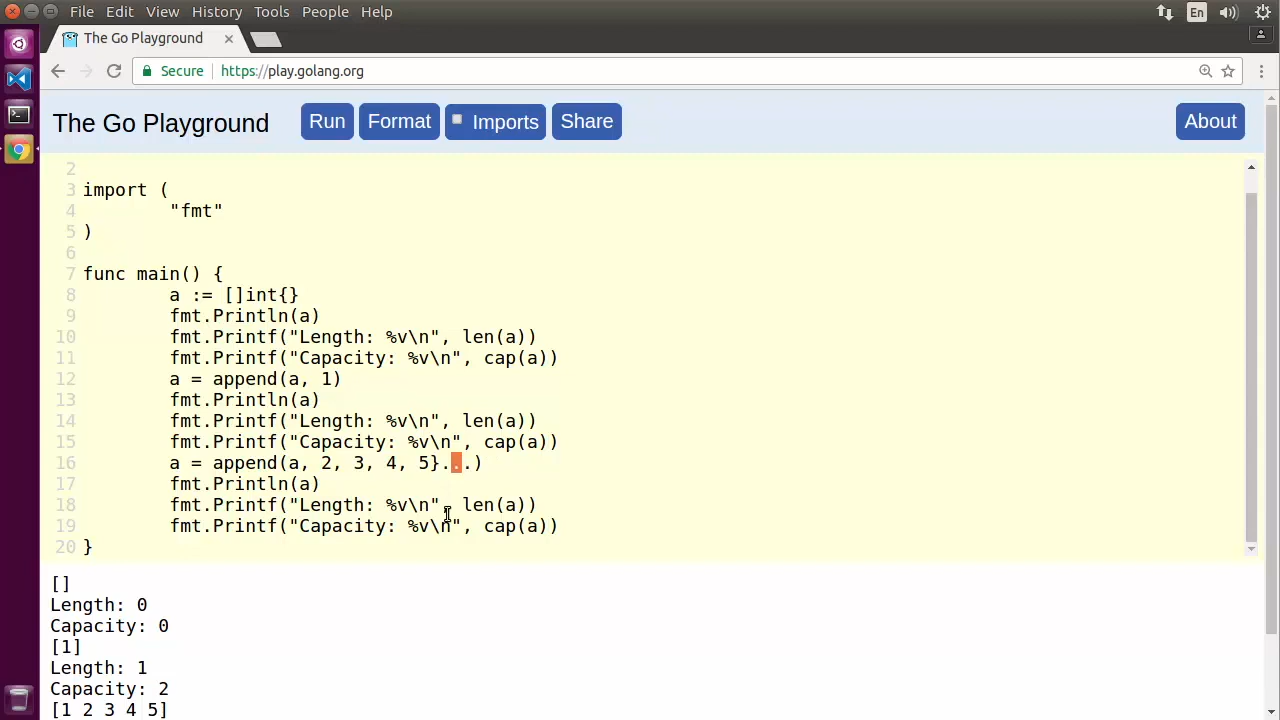 File Edit View History Tools People Help
En
The Go Playground
Secure https://play.golang.org
The Go Playground Run Format Imports Share About
2
3 import (
4 "fmt"
5 )
6
7 func main() {
8 a := []int{}
9 fmt.Println(a)
10 fmt.Printf("Length: %v\n", len(a))
11 fmt.Printf("Capacity: %v\n", cap(a))
12 a = append(a, 1)
13 fmt.Println(a)
14 fmt.Printf("Length: %v\n", len(a))
15 fmt.Printf("Capacity: %v\n", cap(a))
16 a = append(a, 2, 3, 4, 5}...)
17 fmt.Println(a)
18 fmt.Printf("Length: %v\n", len(a))
19 fmt.Printf("Capacity: %v\n", cap(a))
20 }
[]
Length: 0
Capacity: 0
[1]
Length: 1
Capacity: 2
[1 2 3 4 5]